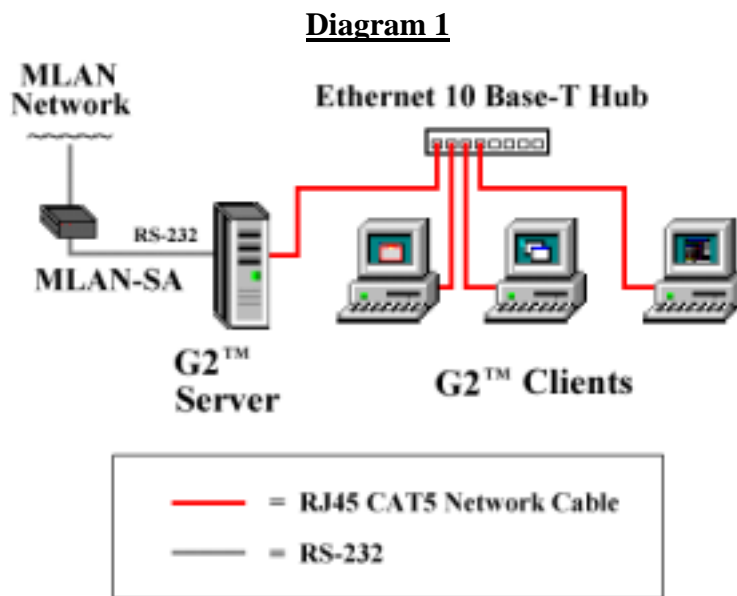 Diagram 1
MLAN
Network
Ethernet 10 Base-T Hub
RS-232
MLAN-SA
G2™
Server
G2™ Clients
= RJ45 CAT5 Network Cable
= RS-232